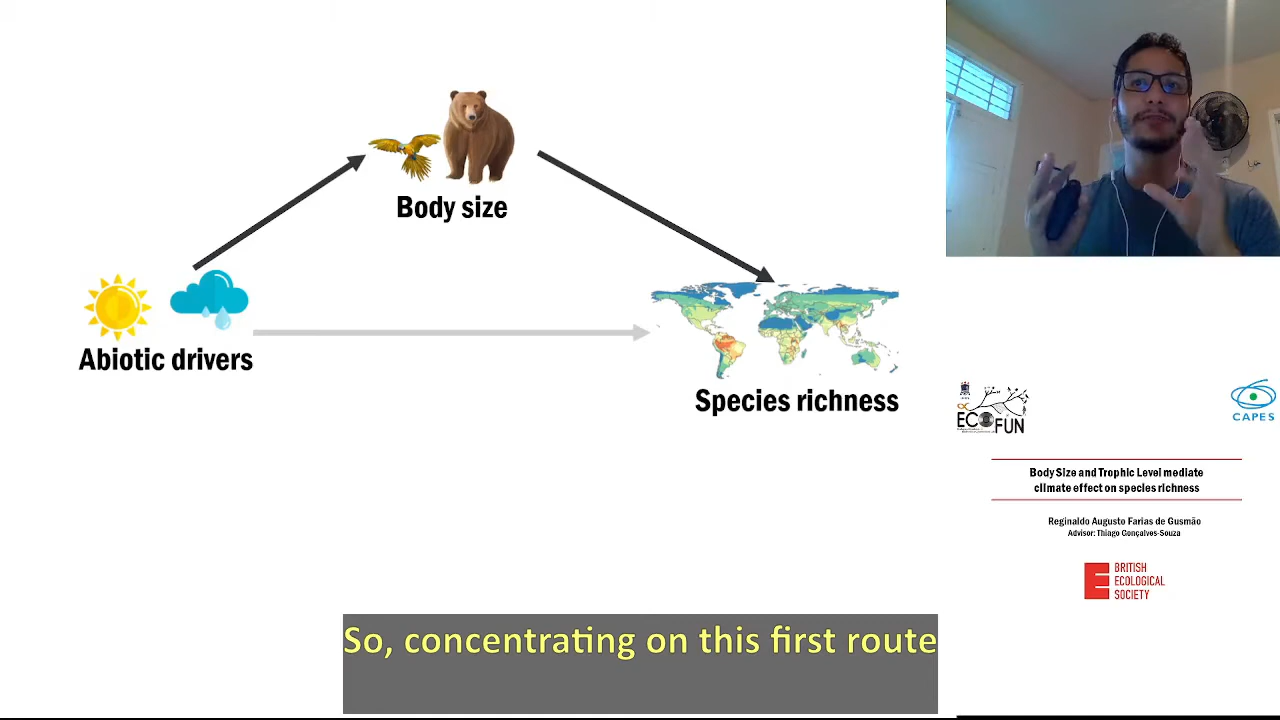 Body size
Abiotic drivers
Species richness
ECOFUN
CAPES
Body Size and Trophic Level mediate
climate effect on species richness
Reginaldo Augusto Farias de Gusmão
Advisor: Thiago Gonçalves-Souza
BRITISH
ECOLOGICAL
SOCIETY
So, concentrating on this first route